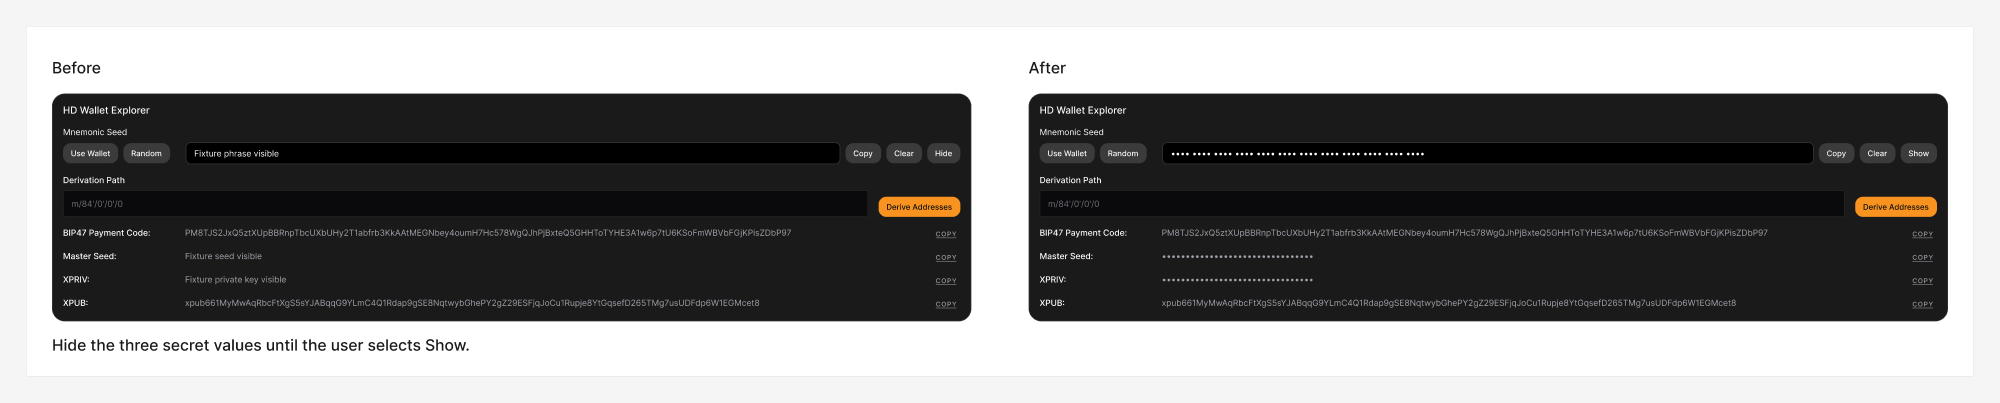 Before
HD Wallet Explorer
Mnemonic Seed
Use Wallet Random Fixture phrase visible Copy Clear Hide
Derivation Path
m/84'/0'/0'/0 Derive Addresses
BIP47 Payment Code: PM8TJS2JxQ5ztXUpBBRnpTbcUXbUHy2T1abfrb3KkAAtMEGNbey4oumH7Hc578WgQJhPjBxteQ5GHHToTYHE3A1w6p7tU6KSoFmWBVbFGjKPisZDbP97 COPY
Master Seed: Fixture seed visible COPY
XPRIV: Fixture private key visible COPY
XPUB: xpub661MyMwAqRbcFtXgS5sYJABqqG9YLmC4Q1Rdap9gSE8NqtwybGhePY2gZ29ESFjqJoCu1Rupje8YtGqsefD265TMg7usUDFdp6W1EGMcet8 COPY
Hide the three secret values until the user selects Show.
After
HD Wallet Explorer
Mnemonic Seed
Use Wallet Random •••• •••• •••• •••• •••• •••• •••• •••• •••• •••• •••• •••• Copy Clear Show
Derivation Path
m/84'/0'/0'/0 Derive Addresses
BIP47 Payment Code: PM8TJS2JxQ5ztXUpBBRnpTbcUXbUHy2T1abfrb3KkAAtMEGNbey4oumH7Hc578WgQJhPjBxteQ5GHHToTYHE3A1w6p7tU6KSoFmWBVbFGjKPisZDbP97 COPY
Master Seed: •••••••••••••••••••••••••••••••• COPY
XPRIV: •••••••••••••••••••••••••••••••• COPY
XPUB: xpub661MyMwAqRbcFtXgS5sYJABqqG9YLmC4Q1Rdap9gSE8NqtwybGhePY2gZ29ESFjqJoCu1Rupje8YtGqsefD265TMg7usUDFdp6W1EGMcet8 COPY